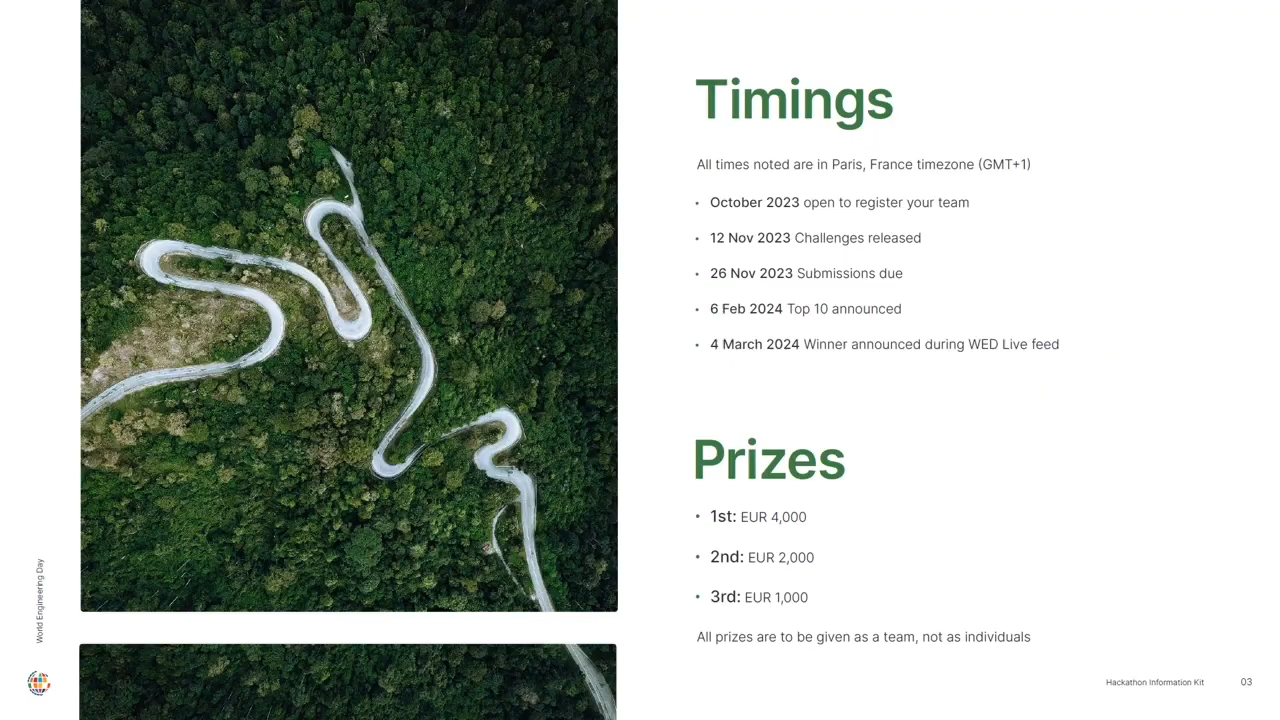 Timings
All times noted are in Paris, France timezone (GMT+1)
• October 2023 open to register your team
• 12 Nov 2023 Challenges released
• 26 Nov 2023 Submissions due
• 6 Feb 2024 Top 10 announced
• 4 March 2024 Winner announced during WED Live feed
Prizes
• 1st: EUR 4,000
• 2nd: EUR 2,000
• 3rd: EUR 1,000
All prizes are to be given as a team, not as individuals
World Engineering Day
Hackathon Information Kit 03